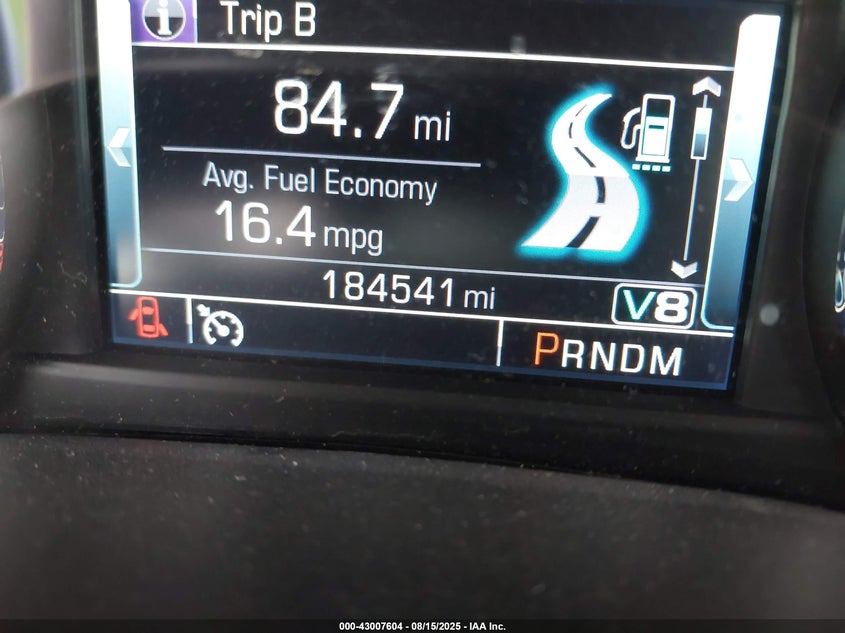 Trip B
84.7 mi
Avg. Fuel Economy
16.4 mpg
184541 mi
V8
PRNDM
000-43007604 - 08/15/2025 - IAA Inc.